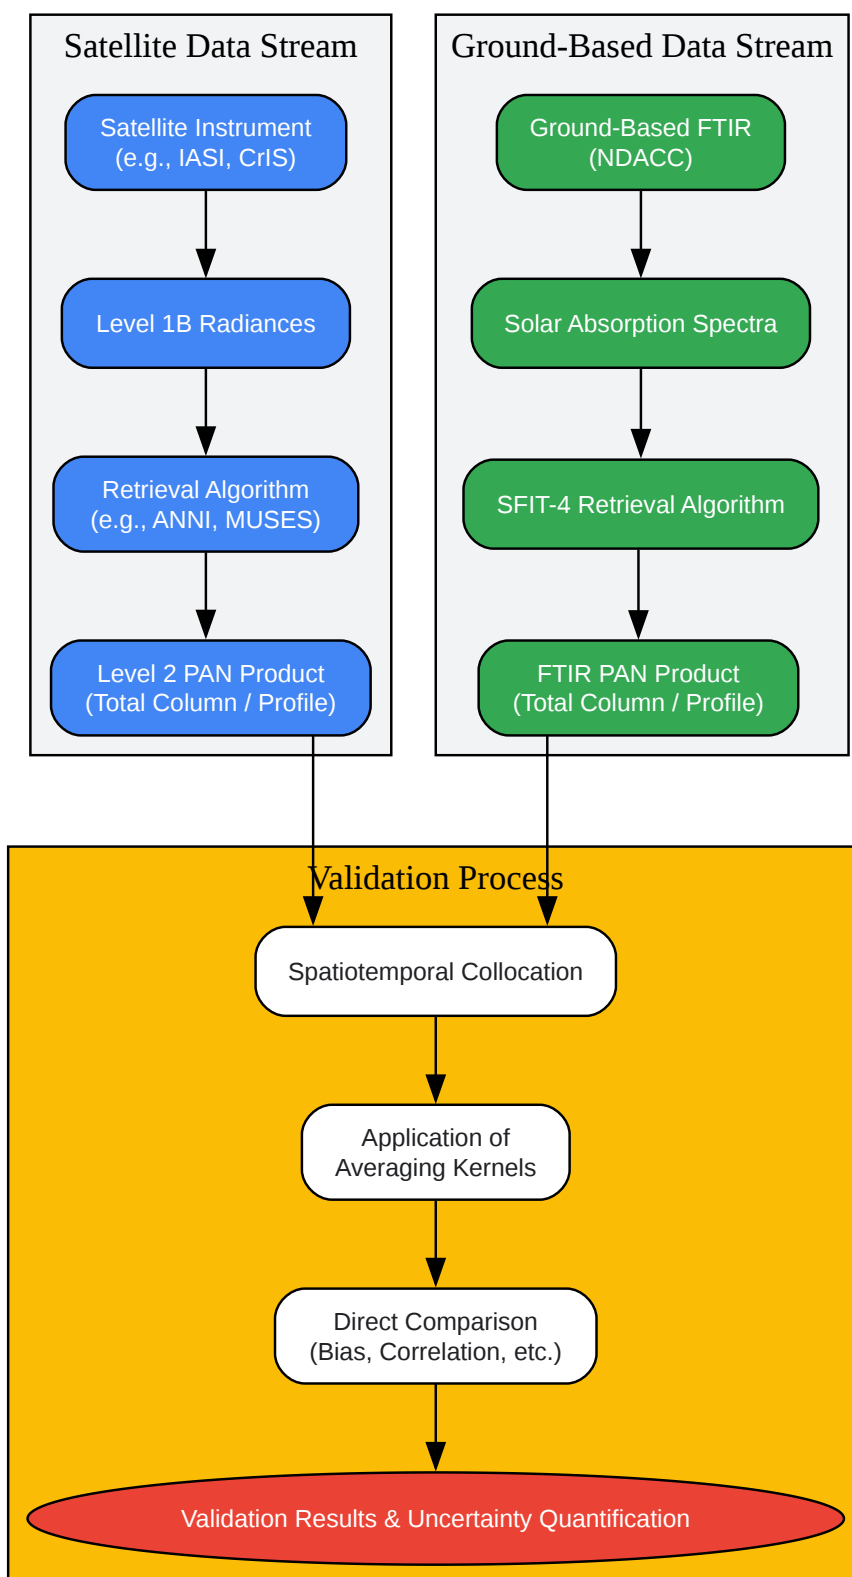 Satellite Data Stream
Satellite Instrument
(e.g., IASI, CrIS)
Level 1B Radiances
Retrieval Algorithm
(e.g., ANNI, MUSES)
Level 2 PAN Product
(Total Column / Profile)
Ground-Based Data Stream
Ground-Based FTIR
(NDACC)
Solar Absorption Spectra
SFIT-4 Retrieval Algorithm
FTIR PAN Product
(Total Column / Profile)
Validation Process
Spatiotemporal Collocation
Application of
Averaging Kernels
Direct Comparison
(Bias, Correlation, etc.)
Validation Results & Uncertainty Quantification